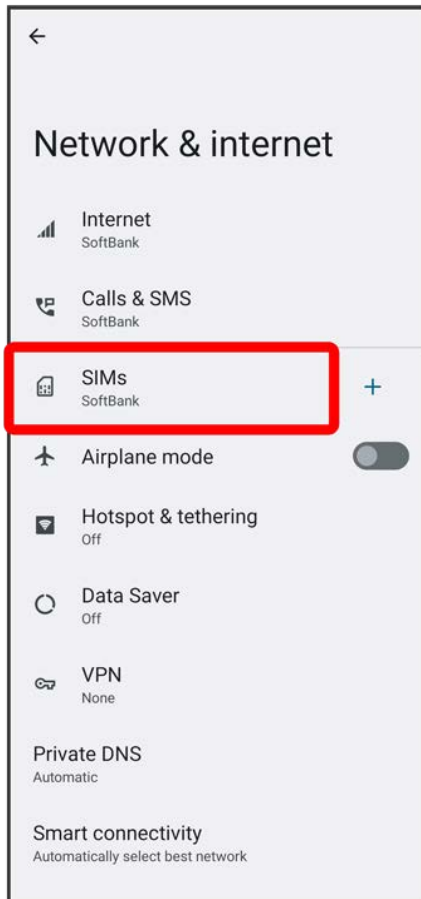 Network & internet
Internet
SoftBank
Calls & SMS
SoftBank
SIMs
SoftBank
Airplane mode
Hotspot & tethering
Off
Data Saver
Off
VPN
None
Private DNS
Automatic
Smart connectivity
Automatically select best network